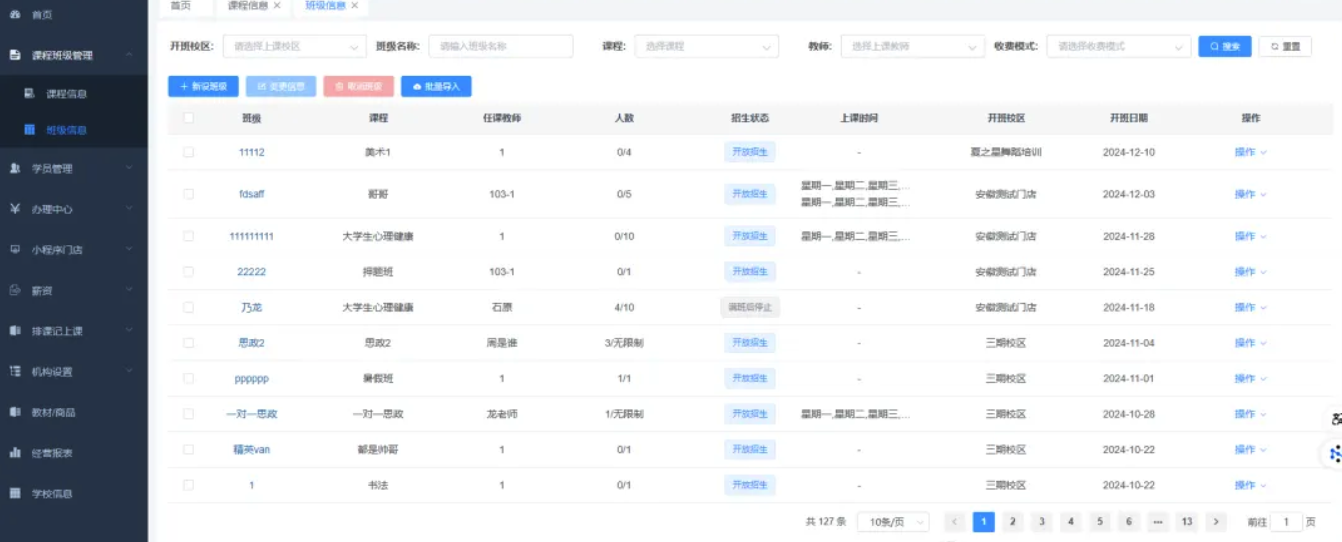 首页 课程信息 班级信息
首页
课程班级管理
课程信息
班级信息
学员管理
办理中心
小程序门店
薪资
排课记上课
机构设置
教材/商品
经营报表
学校信息
开班校区: 请选择上课校区 班级名称: 请输入班级名称 课程: 选择课程 教师: 选择上课教师 收费模式: 请选择收费模式 搜索 重置
+ 新设班级 变更信息 取消班级 批量导入
班级 课程 任课教师 人数 招生状态 上课时间 开班校区 开班日期 操作
11112 美术1 1 0/4 开放招生 - 夏之星舞蹈培训 2024-12-10 操作
fdsaff 哥哥 103-1 0/5 开放招生 星期一,星期二,星期三,... 安徽测试门店 2024-12-03 操作
星期一,星期二,星期三,...
111111111 大学生心理健康 1 0/10 开放招生 星期一,星期二,星期三,... 安徽测试门店 2024-11-28 操作
22222 押题班 103-1 0/1 开放招生 - 安徽测试门店 2024-11-25 操作
乃龙 大学生心理健康 石原 4/10 满班后停止 - 安徽测试门店 2024-11-18 操作
思政2 思政2 周是谁 3/无限制 开放招生 - 三期校区 2024-11-04 操作
pppppp 暑假班 1 1/1 开放招生 - 三期校区 2024-11-01 操作
一对一思政 一对一思政 龙老师 1/无限制 开放招生 星期一,星期二,星期三,... 三期校区 2024-10-28 操作
精英van 都是帅哥 1 0/1 开放招生 - 三期校区 2024-10-22 操作
1 书法 1 0/1 开放招生 - 三期校区 2024-10-22 操作
共 127 条 10条/页 < 1 2 3 4 5 6 ... 13 > 前往 1 页